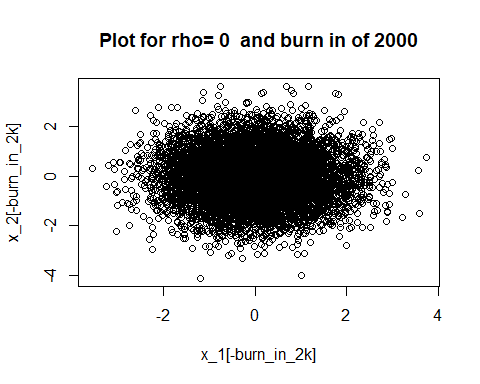 Plot for rho= 0  and burn in of 2000
x_2[-burn_in_2k]
2
0
-2
-4
-2
0
2
4
x_1[-burn_in_2k]